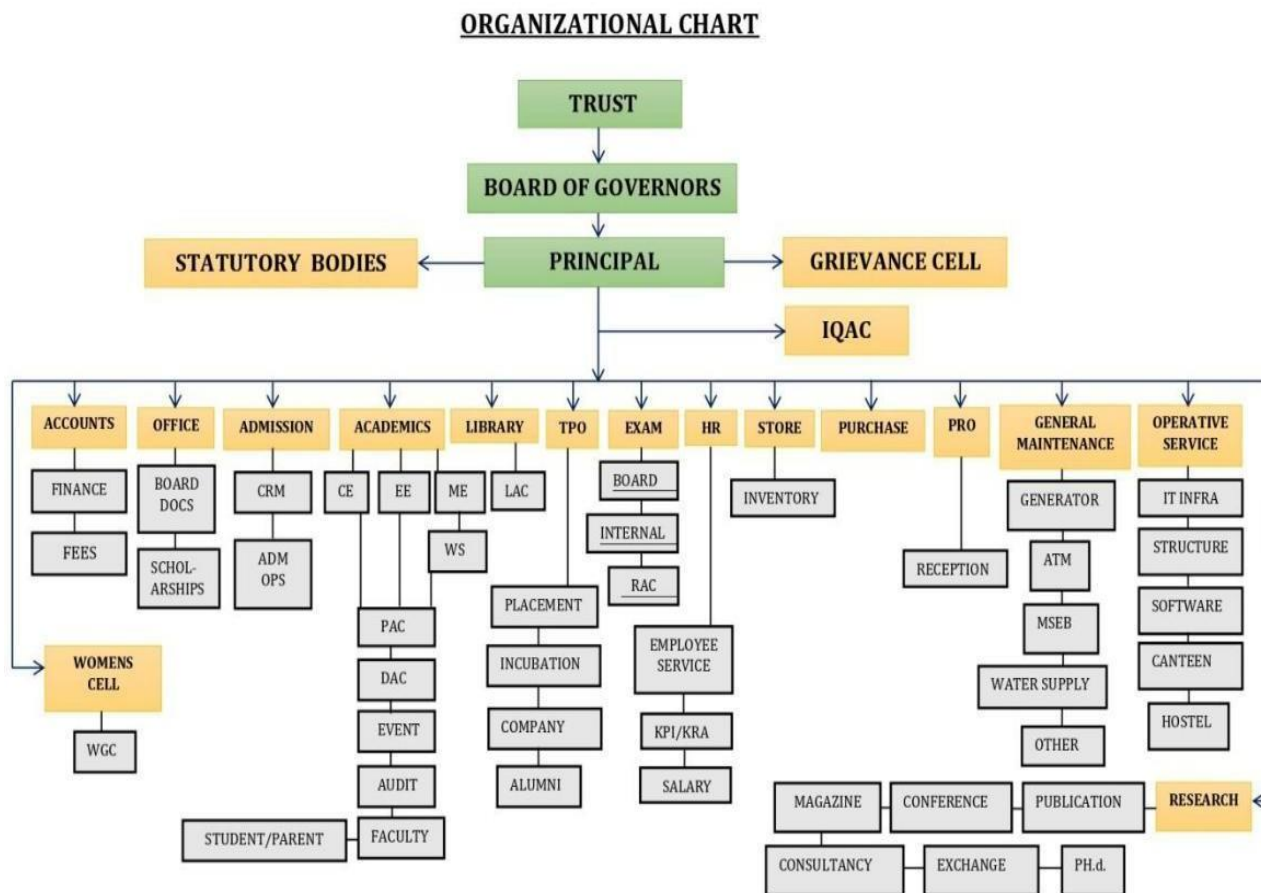 ORGANIZATIONAL CHART
TRUST
BOARD OF GOVERNORS
STATUTORY BODIES
PRINCIPAL
GRIEVANCE CELL
IQAC
ACCOUNTS
FINANCE
FEES
OFFICE
BOARD
DOCS
SCHOL-
ARSHIPS
ADMISSION
CRM
ADM
OPS
ACADEMICS
CE
EE
ME
WS
PAC
DAC
EVENT
AUDIT
FACULTY
STUDENT/PARENT
LIBRARY
LAC
TPO
PLACEMENT
INCUBATION
COMPANY
ALUMNI
EXAM
BOARD
INTERNAL
RAC
HR
EMPLOYEE
SERVICE
KPI/KRA
SALARY
STORE
INVENTORY
PURCHASE
PRO
RECEPTION
GENERAL
MAINTENANCE
GENERATOR
ATM
MSEB
WATER SUPPLY
OTHER
OPERATIVE
SERVICE
IT INFRA
STRUCTURE
SOFTWARE
CANTEEN
HOSTEL
WOMENS
CELL
WGC
RESEARCH
PUBLICATION
CONFERENCE
MAGAZINE
CONSULTANCY
EXCHANGE
PH.d.